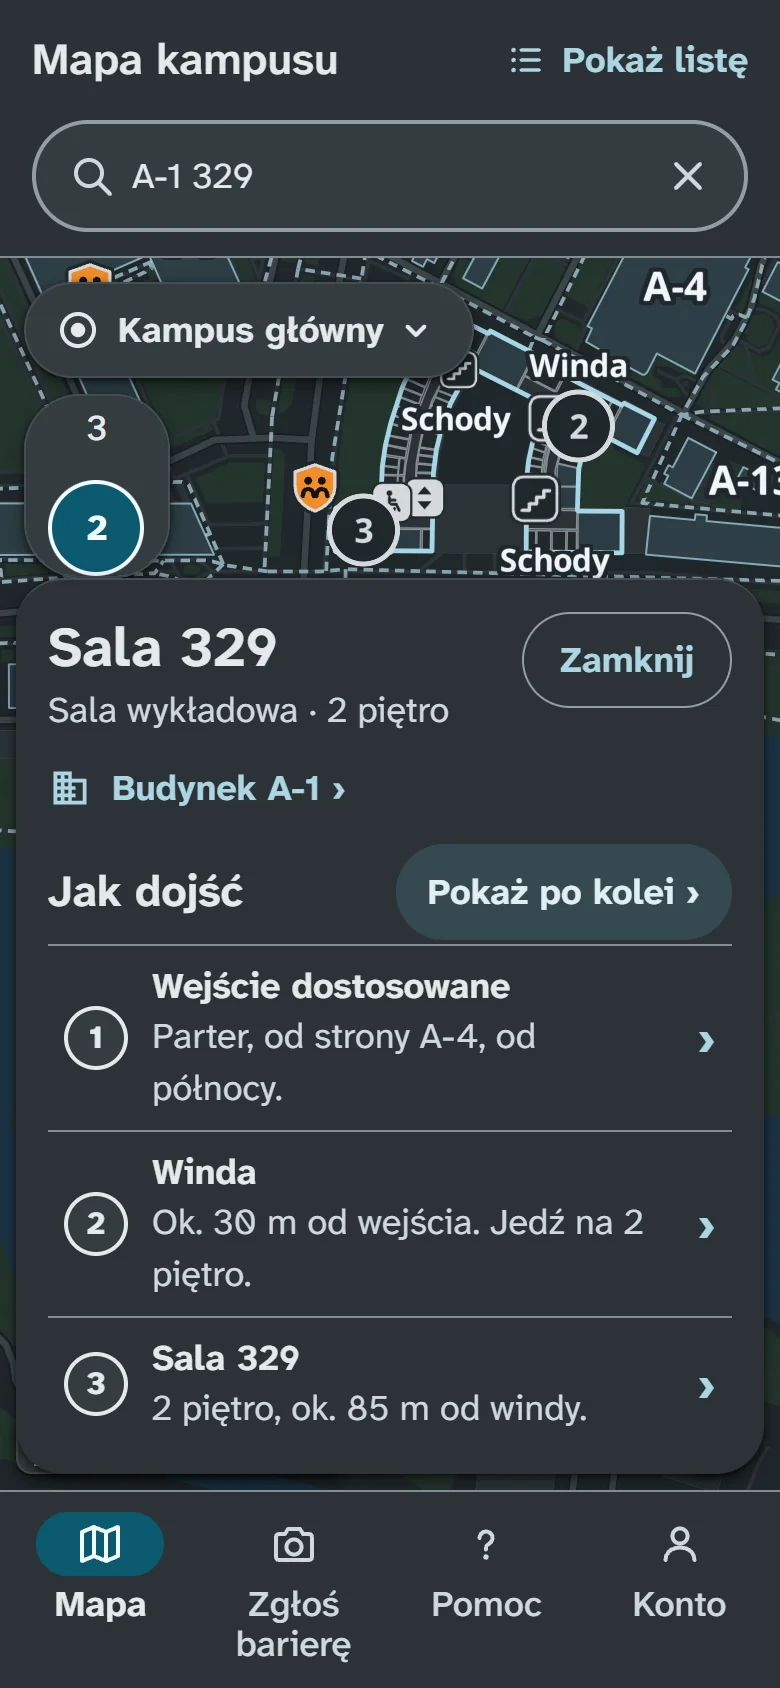 Mapa kampusu
Pokaż listę
A-1 329
A-4
Kampus główny
Winda
Schody
2
3
2
A-13
3
Schody
Sala 329
Zamknij
Sala wykładowa · 2 piętro
Budynek A-1 ›
Jak dojść
Pokaż po kolei ›
Wejście dostosowane
1
Parter, od strony A-4, od
północy.
Winda
2
Ok. 30 m od wejścia. Jedź na 2
piętro.
Sala 329
3
2 piętro, ok. 85 m od windy.
Mapa
Zgłoś
barierę
Pomoc
Konto